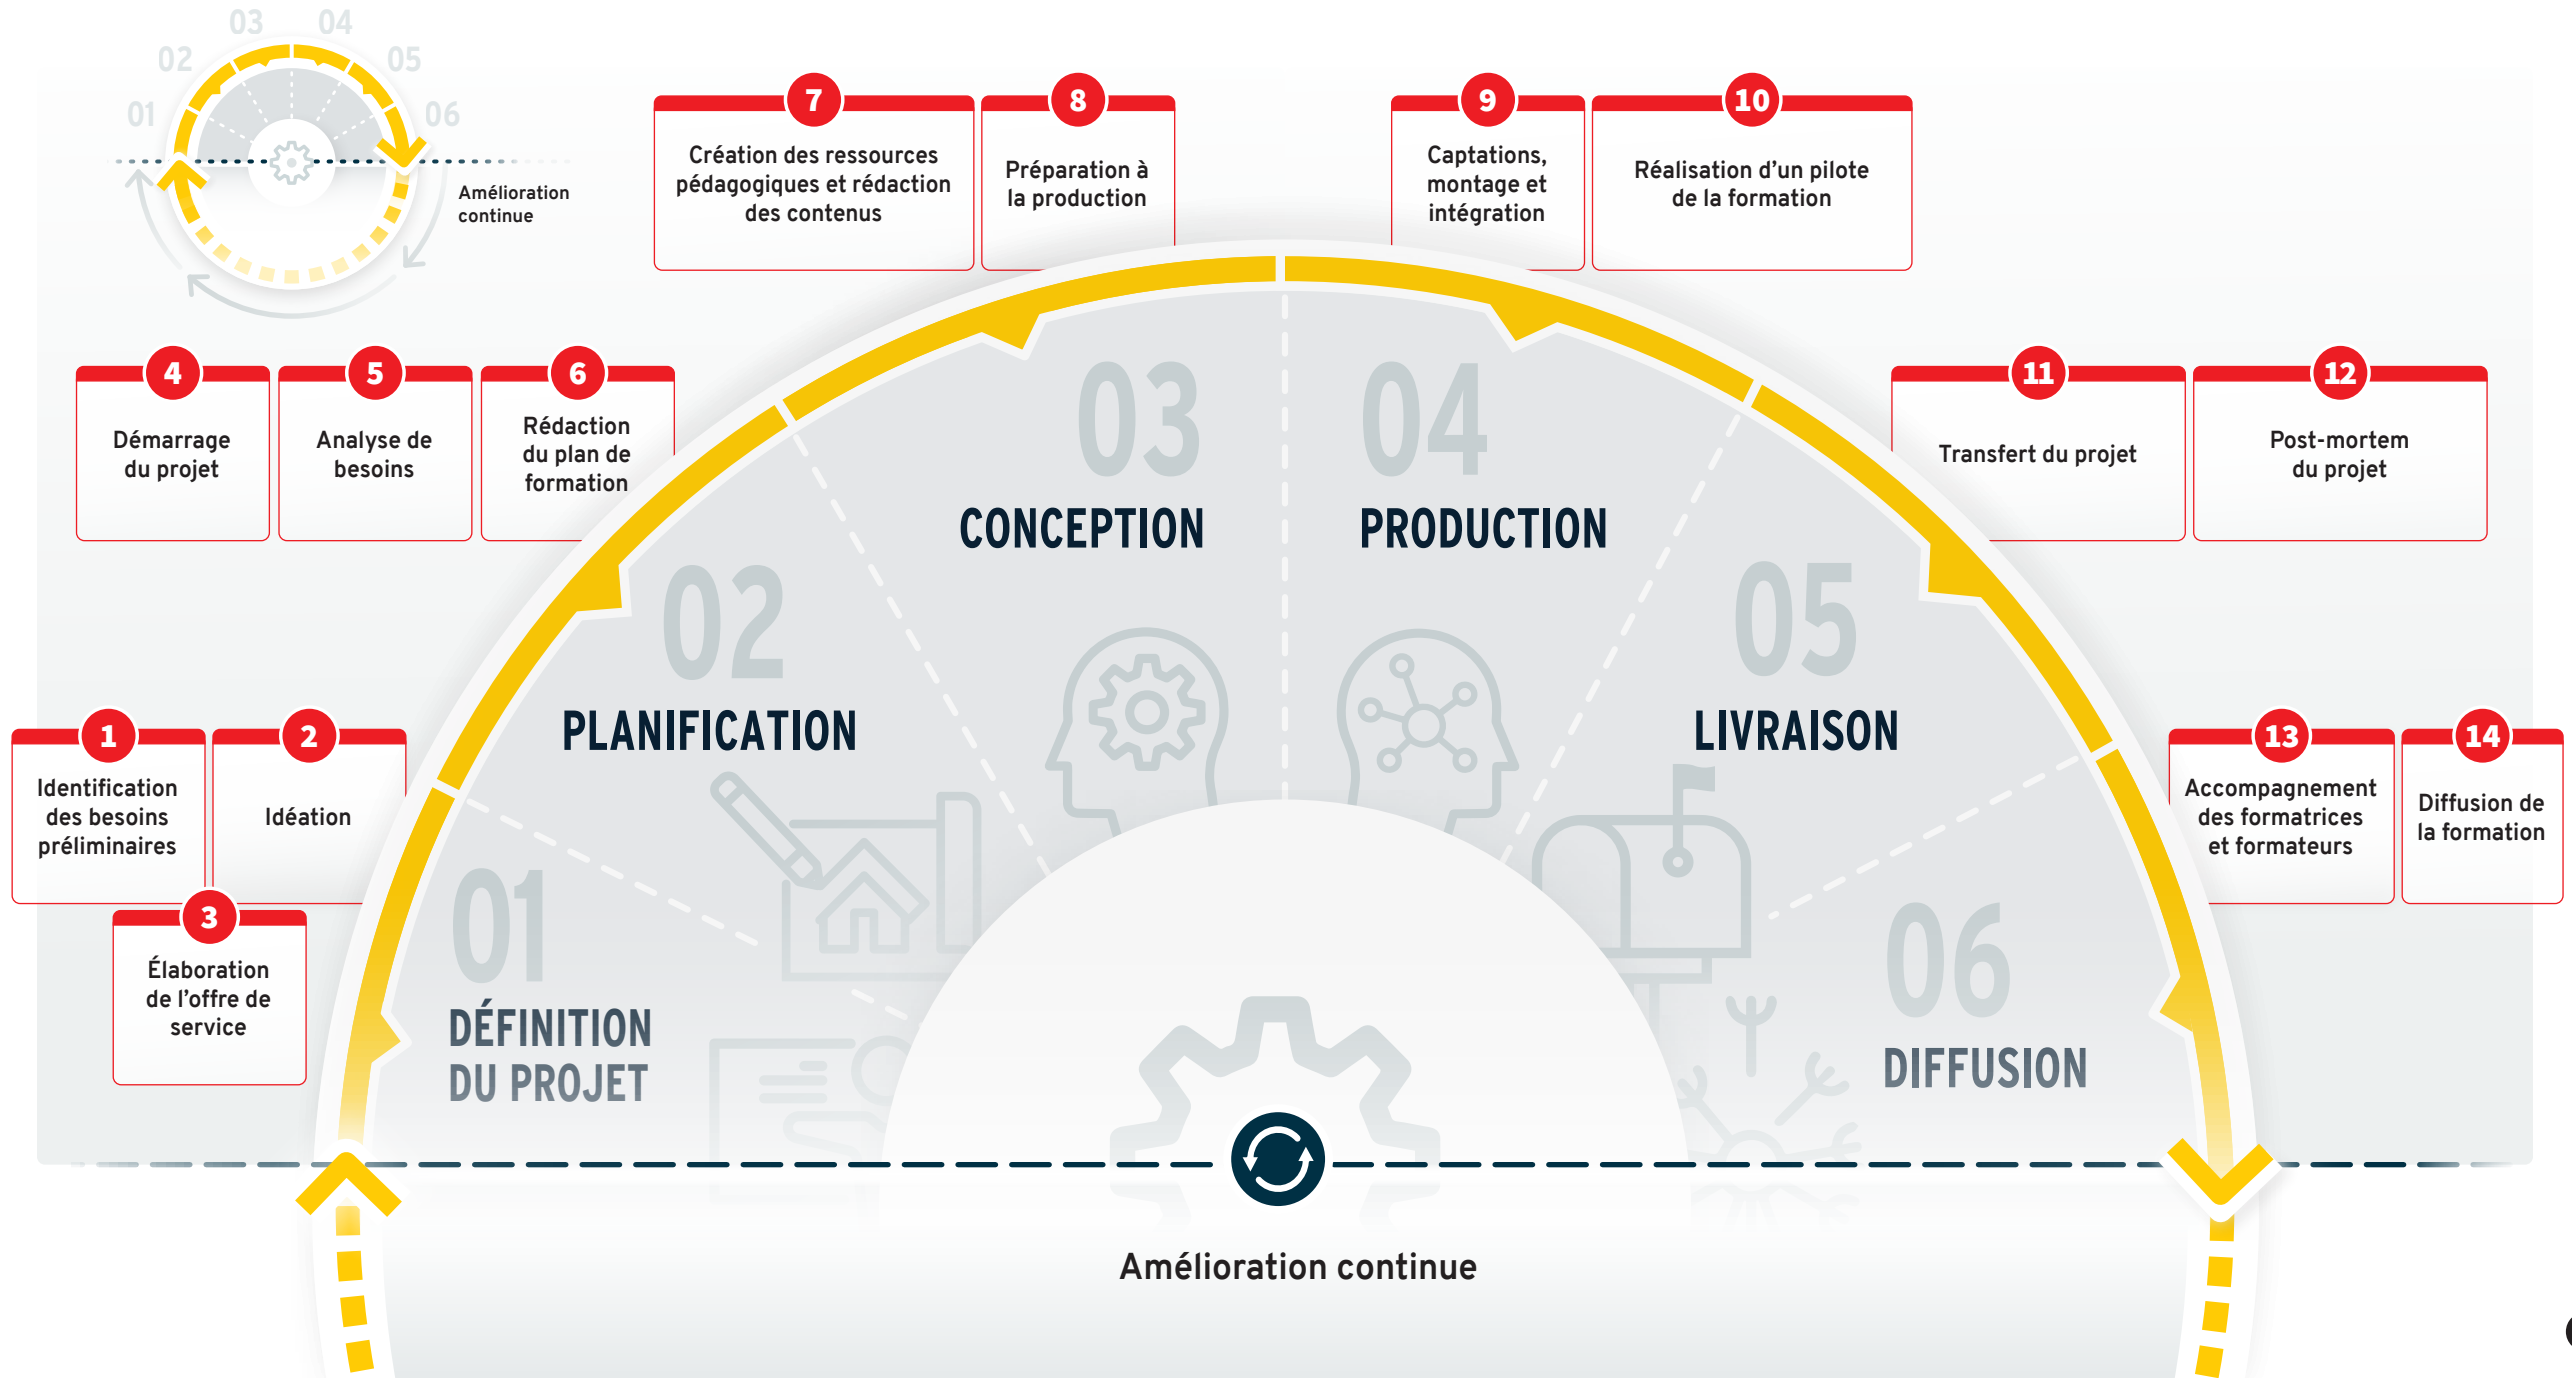 03 04
02 05
01 06
Amélioration
continue
7
Création des ressources
pédagogiques et rédaction
des contenus
8
Préparation à
la production
9
Captations,
montage et
intégration
10
Réalisation d’un pilote
de la formation
4
Démarrage
du projet
5
Analyse de
besoins
6
Rédaction
du plan de
formation
11
Transfert du projet
12
Post-mortem
du projet
1
Identification
des besoins
préliminaires
2
Idéation
3
Élaboration
de l’offre de
service
13
Accompagnement
des formatrices
et formateurs
14
Diffusion de
la formation
01
DÉFINITION
DU PROJET
02
PLANIFICATION
03
CONCEPTION
04
PRODUCTION
05
LIVRAISON
06
DIFFUSION
Amélioration continue